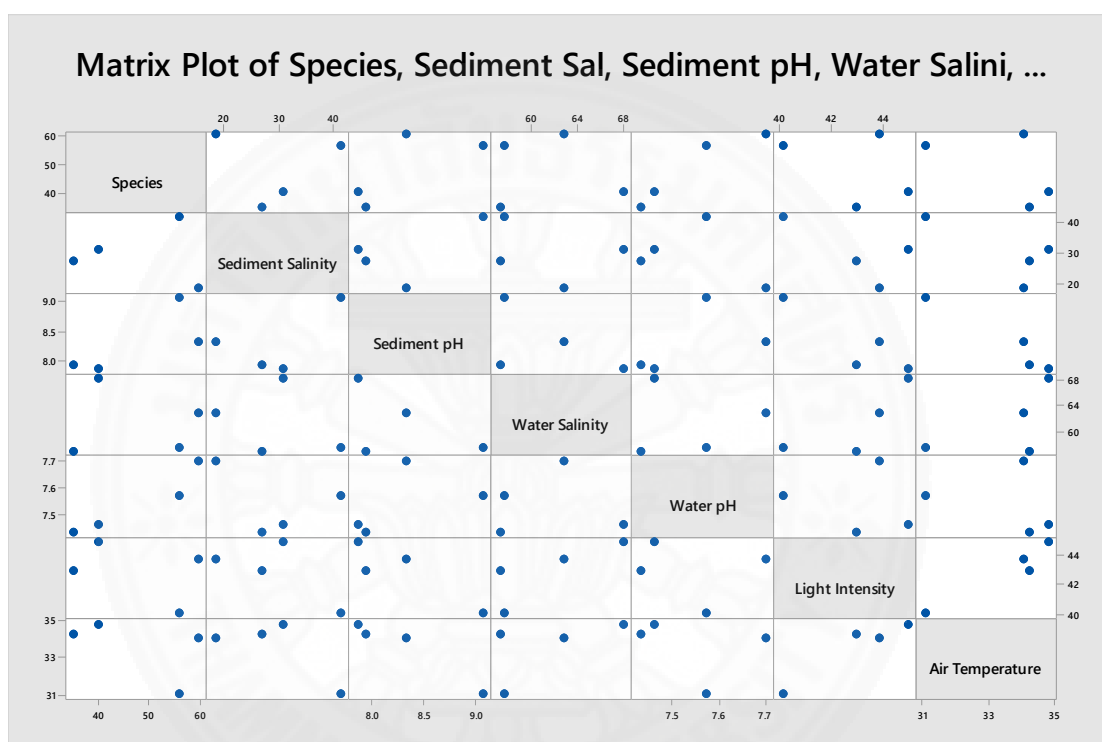 Matrix Plot of Species, Sediment Sal, Sediment pH, Water Salini, ...
20 30 40 60 64 68 40 42 44
60
50
40
Species
40
30
20
Sediment Salinity
9.0
8.5
8.0
Sediment pH
68
64
60
Water Salinity
7.7
7.6
7.5
Water pH
44
42
40
Light Intensity
35
33
31
Air Temperature
40 50 60 8.0 8.5 9.0 7.5 7.6 7.7 31 33 35